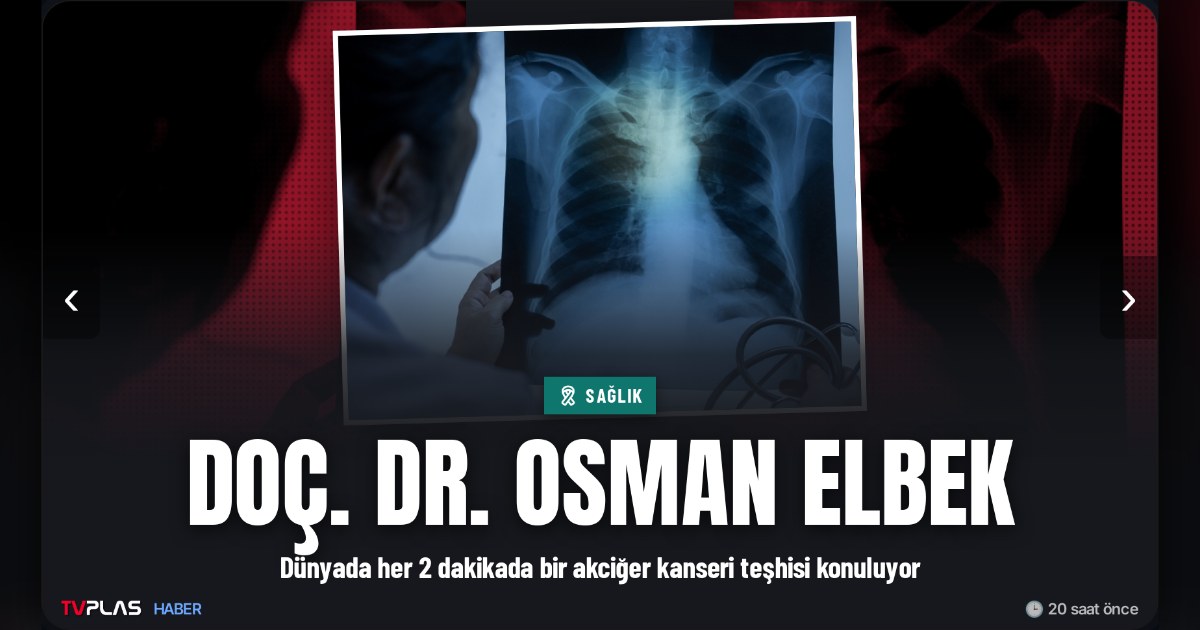 SAĞLIK
DOÇ. DR. OSMAN ELBEK
Dünyada her 2 dakikada bir akciğer kanseri teşhisi konuluyor
TVPLAS HABER
20 saat önce